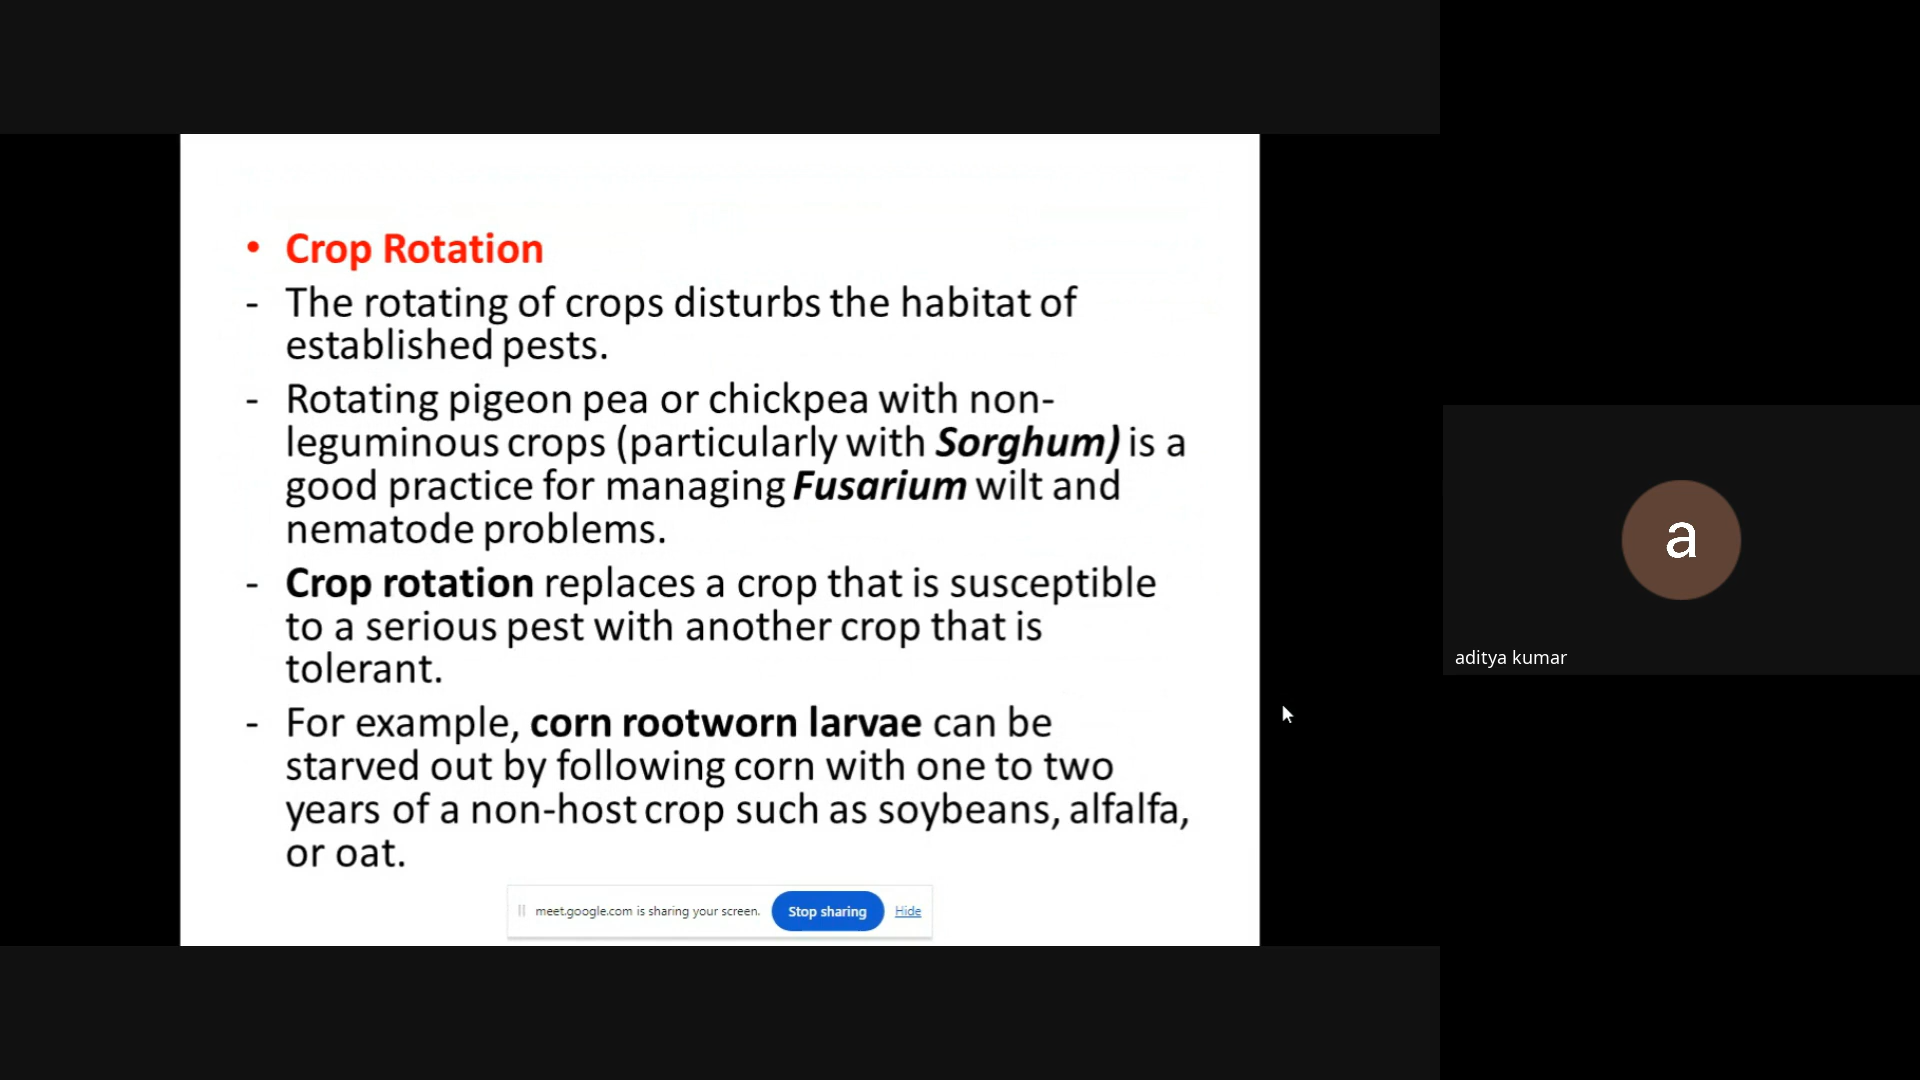 • Crop Rotation
- The rotating of crops disturbs the habitat of
established pests.
- Rotating pigeon pea or chickpea with non-
leguminous crops (particularly with Sorghum) is a
good practice for managing Fusarium wilt and
nematode problems.
- Crop rotation replaces a crop that is susceptible
to a serious pest with another crop that is
tolerant.
- For example, corn rootworn larvae can be
starved out by following corn with one to two
years of a non-host crop such as soybeans, alfalfa,
or oat.
meet.google.com is sharing your screen. Stop sharing Hide
a
aditya kumar